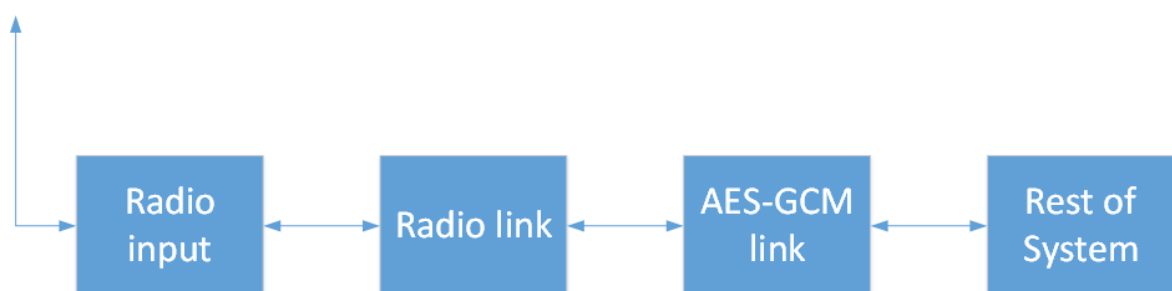 Radio
input
Radio link
AES-GCM
link
Rest of
System